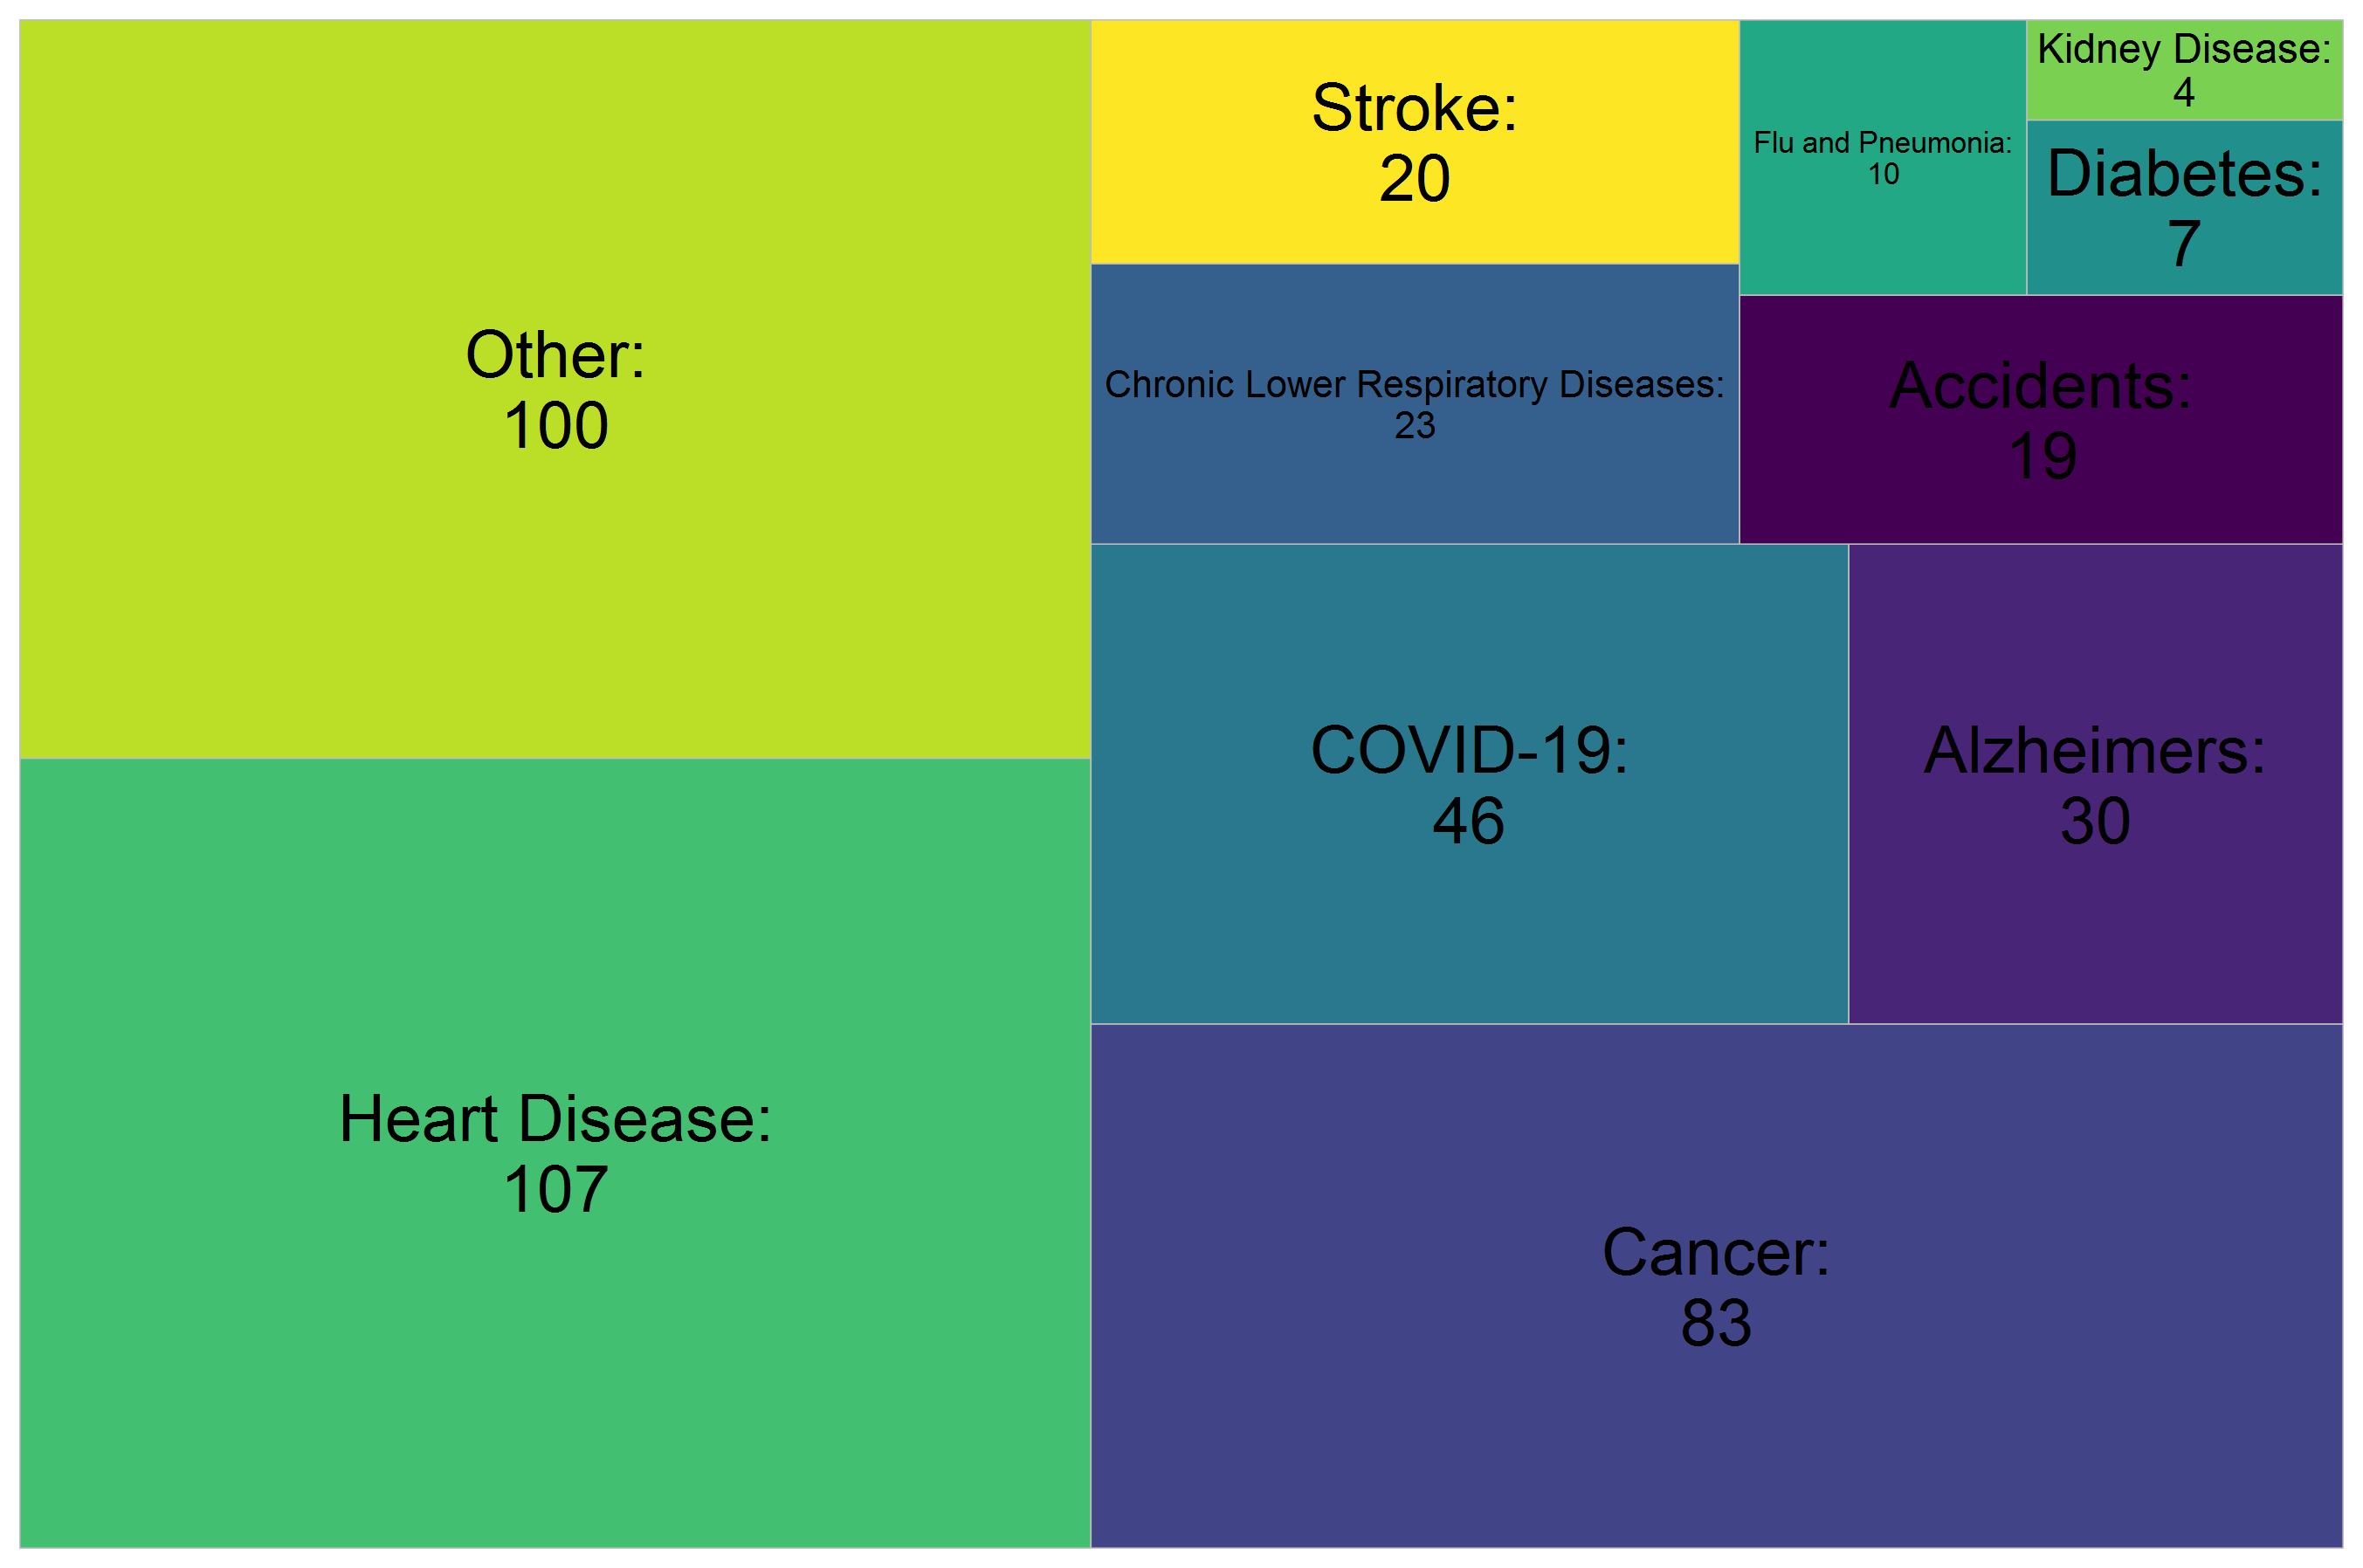 Other:
100
Stroke:
20
Flu and Pneumonia:
10
Kidney Disease:
4
Diabetes:
7
Chronic Lower Respiratory Diseases:
23
Accidents:
19
COVID-19:
46
Alzheimers:
30
Heart Disease:
107
Cancer:
83